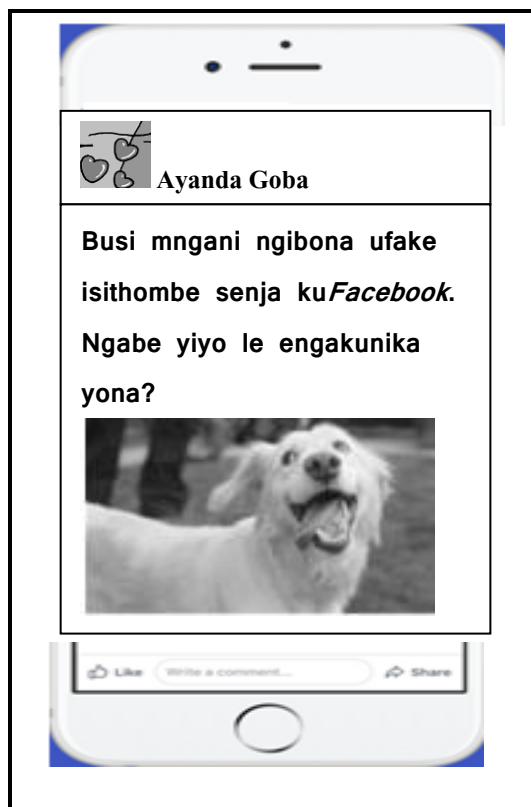 Ayanda Goba
Busi mngani ngibona ufake
isithombe senja kuFacebook.
Ngabe yiyo le engakunika
yona?
Like Write a comment... Share